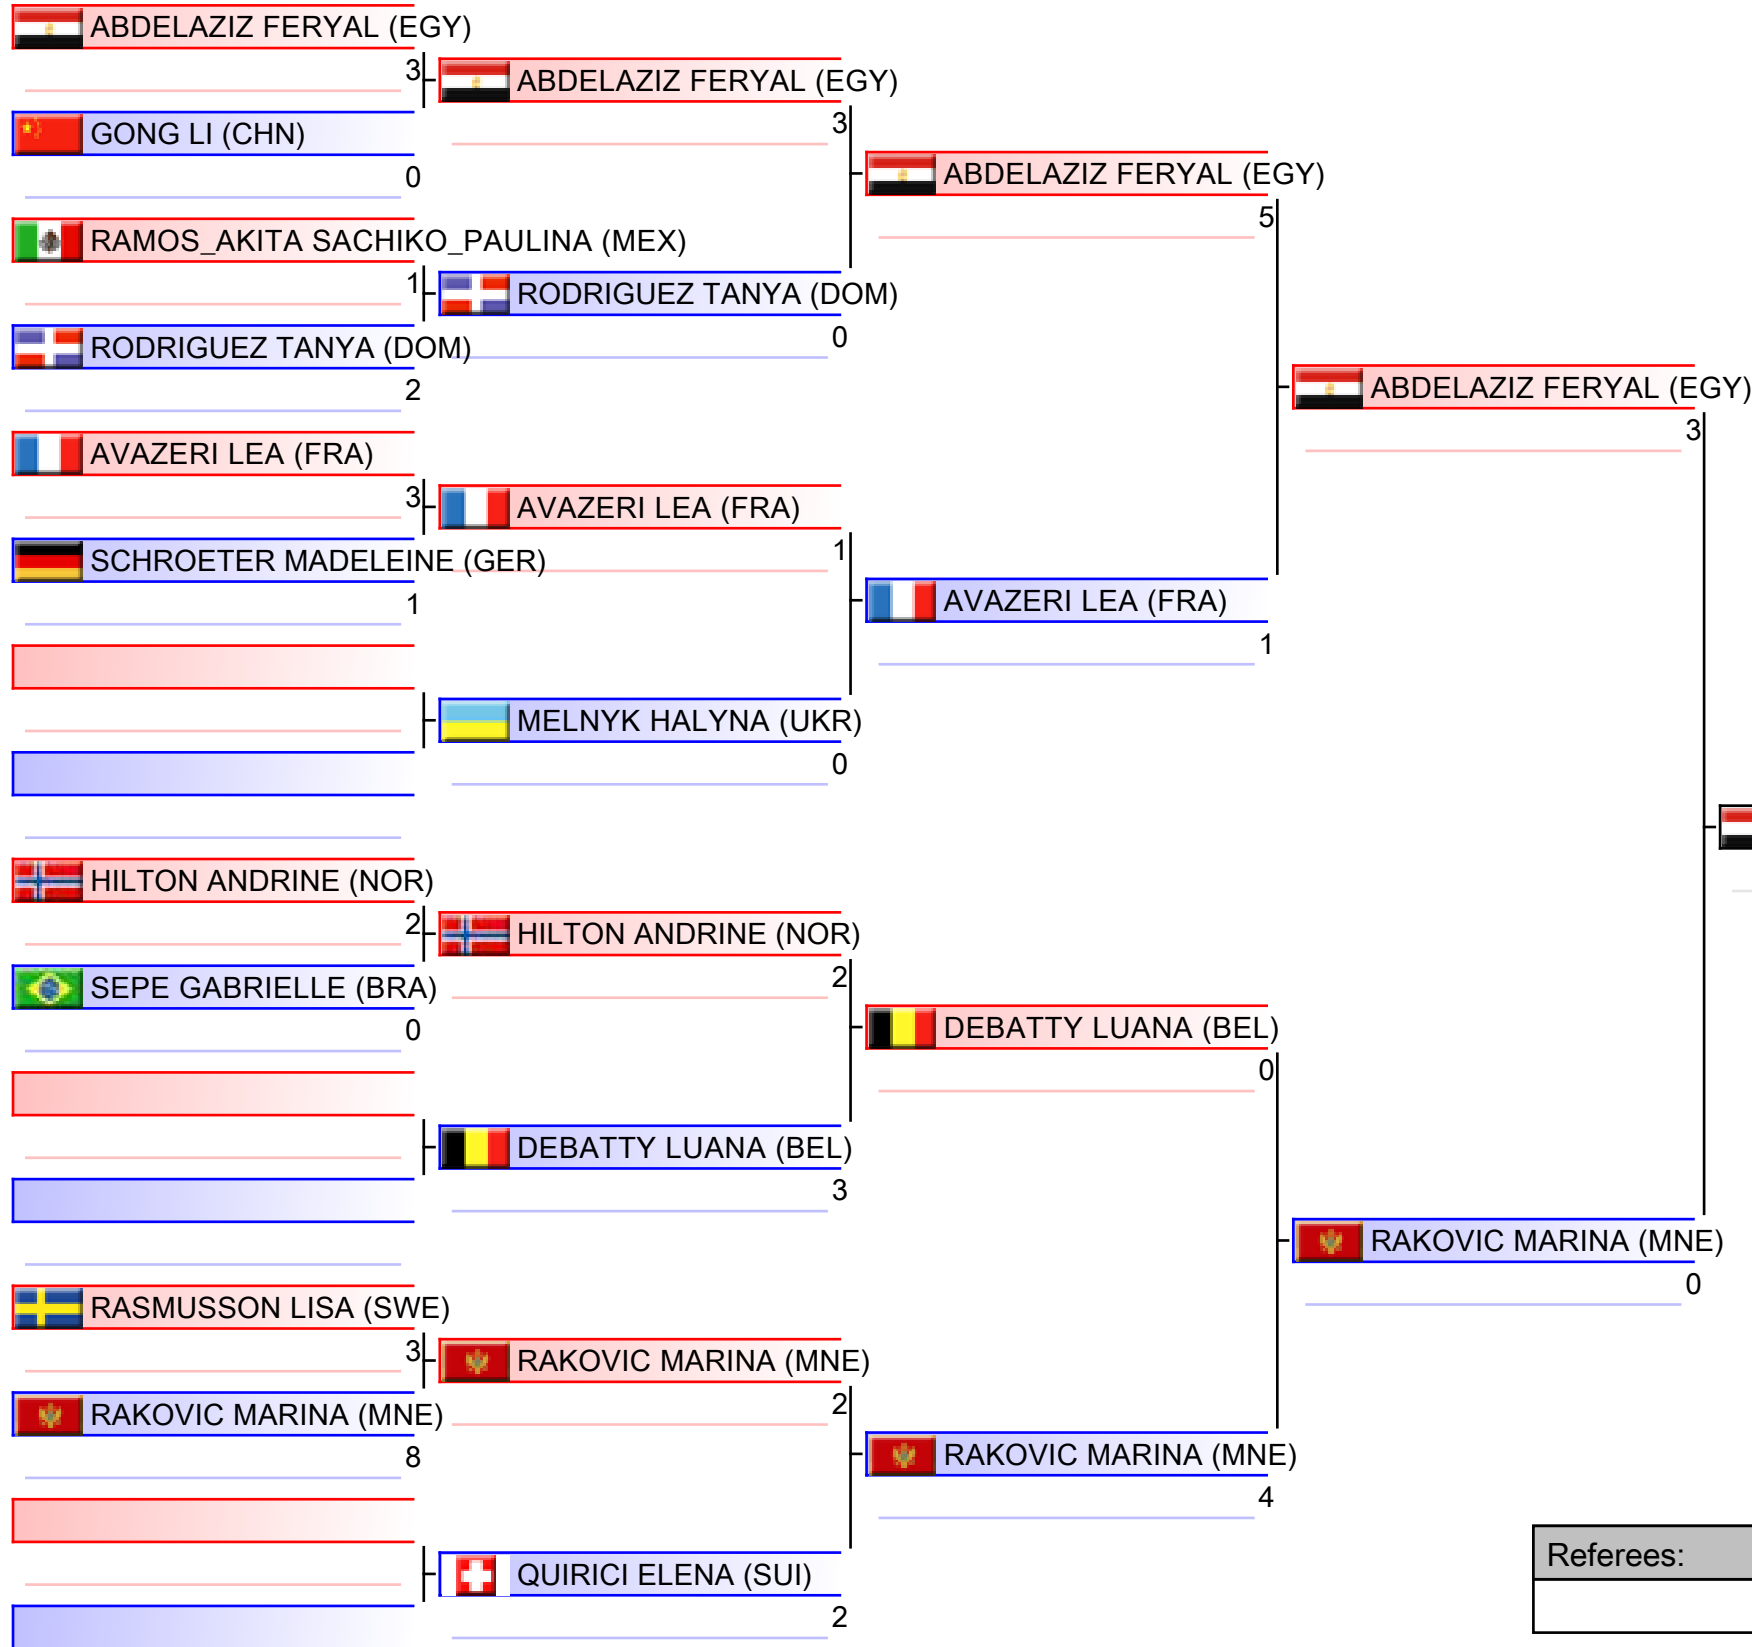 ABDELAZIZ FERYAL (EGY)
3
GONG LI (CHN)
0
RAMOS_AKITA SACHIKO_PAULINA (MEX)
1
RODRIGUEZ TANYA (DOM)
2
AVAZERI LEA (FRA)
3
SCHROETER MADELEINE (GER)
1
HILTON ANDRINE (NOR)
2
SEPE GABRIELLE (BRA)
0
RASMUSSON LISA (SWE)
3
RAKOVIC MARINA (MNE)
8
ABDELAZIZ FERYAL (EGY)
3
RODRIGUEZ TANYA (DOM)
0
AVAZERI LEA (FRA)
1
MELNYK HALYNA (UKR)
0
HILTON ANDRINE (NOR)
2
DEBATTY LUANA (BEL)
3
RAKOVIC MARINA (MNE)
2
QUIRICI ELENA (SUI)
2
ABDELAZIZ FERYAL (EGY)
5
AVAZERI LEA (FRA)
1
DEBATTY LUANA (BEL)
0
RAKOVIC MARINA (MNE)
4
ABDELAZIZ FERYAL (EGY)
3
RAKOVIC MARINA (MNE)
0
Referees: